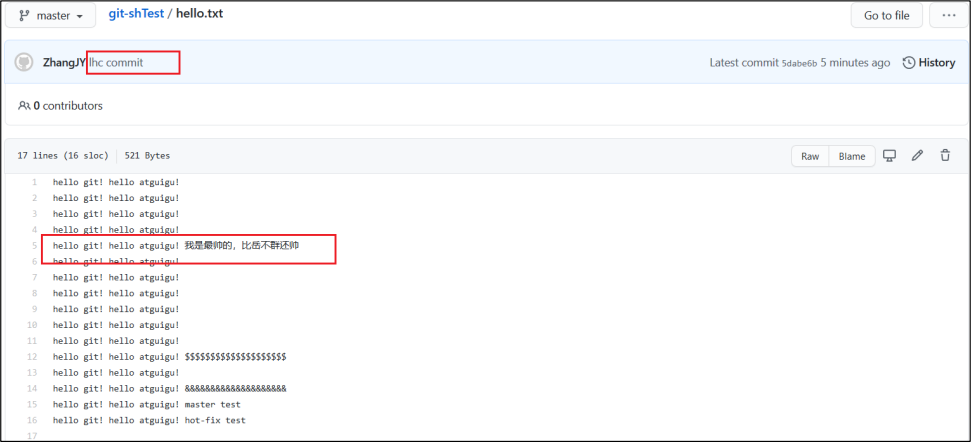 master git-shTest / hello.txt Go to file ...
ZhangJY lhc commit Latest commit 5dabe6b 5 minutes ago History
0 contributors
17 lines (16 sloc) 521 Bytes Raw Blame
1 hello git! hello atguigu!
2 hello git! hello atguigu!
3 hello git! hello atguigu!
4 hello git! hello atguigu!
5 hello git! hello atguigu! 我是最帅的，比岳不群还帅
6 hello git! hello atguigu!
7 hello git! hello atguigu!
8 hello git! hello atguigu!
9 hello git! hello atguigu!
10 hello git! hello atguigu!
11 hello git! hello atguigu!
12 hello git! hello atguigu! $$$$$$$$$$$$$$$$$$$$
13 hello git! hello atguigu!
14 hello git! hello atguigu! &&&&&&&&&&&&&&&&&&&&
15 hello git! hello atguigu! master test
16 hello git! hello atguigu! hot-fix test
17